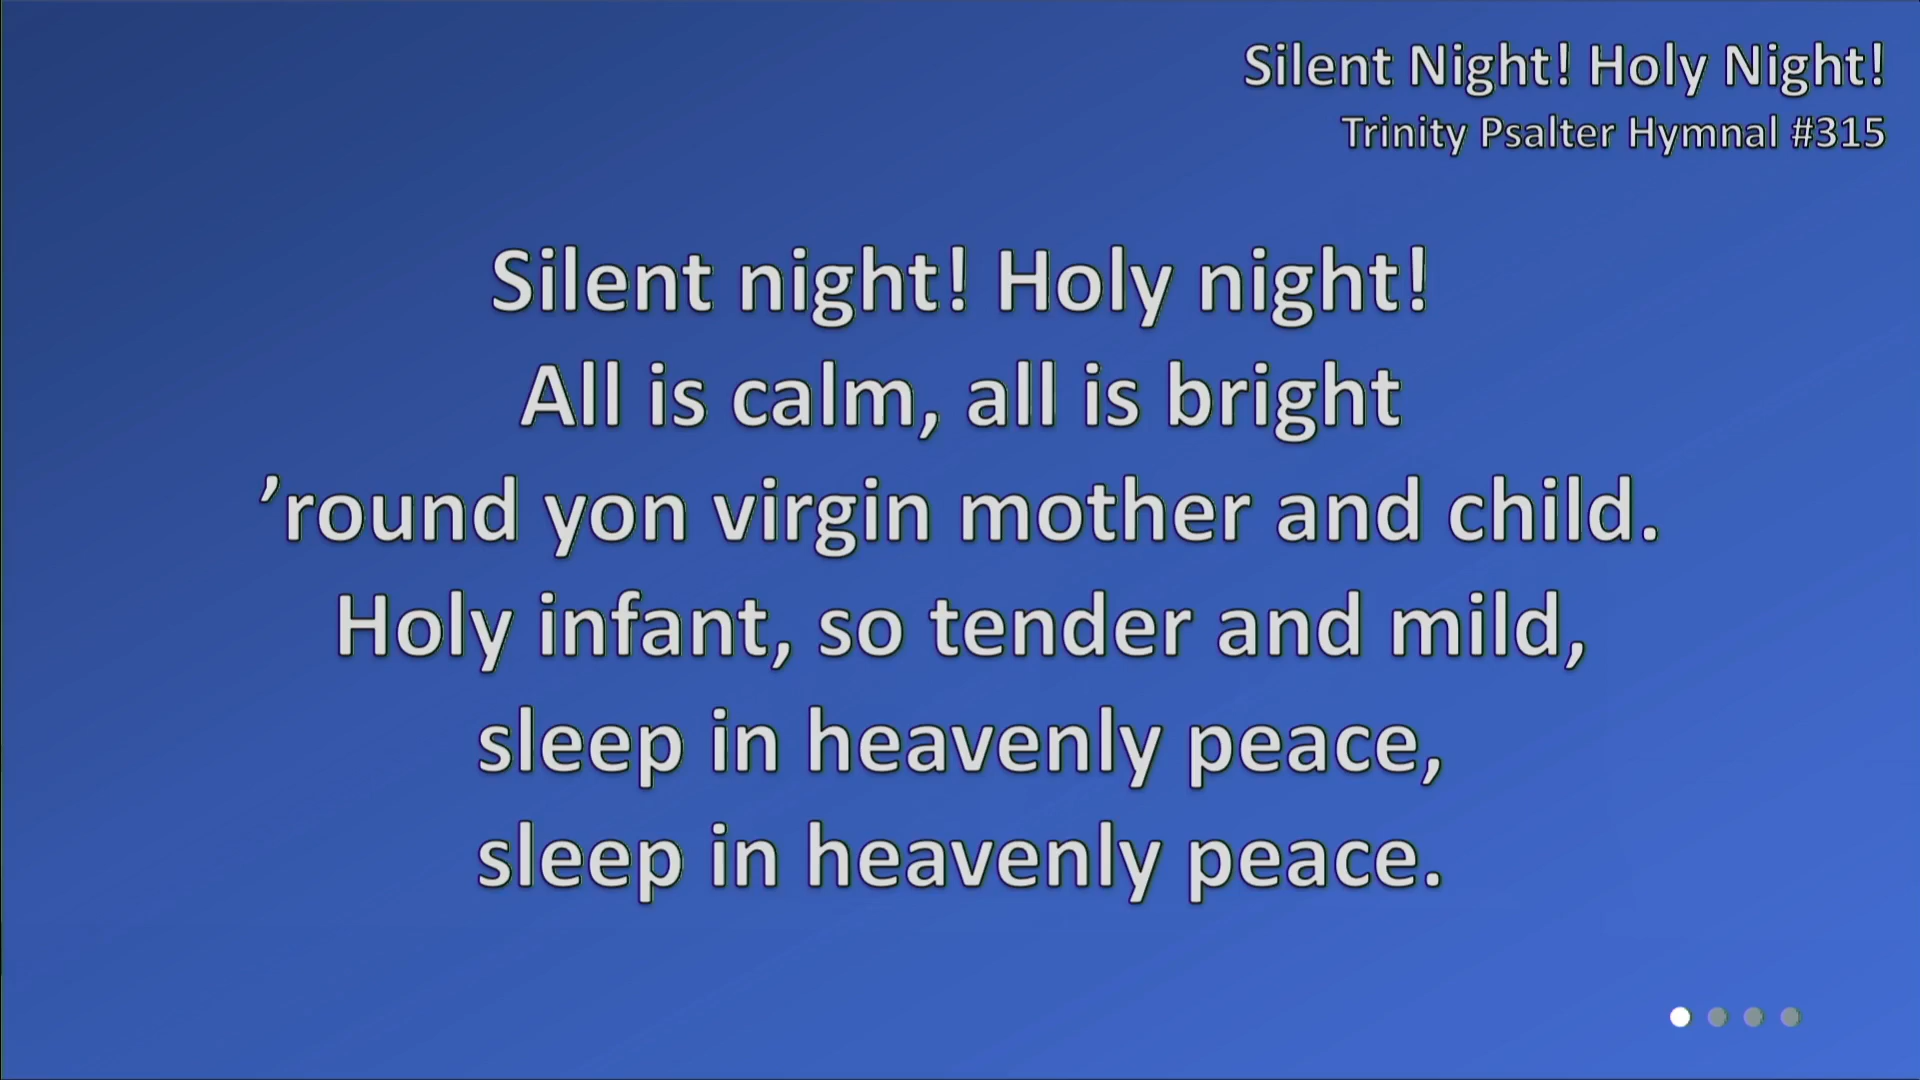 Silent Night! Holy Night!
Trinity Psalter Hymnal #315
Silent night! Holy night!
All is calm, all is bright
’round yon virgin mother and child.
Holy infant, so tender and mild,
sleep in heavenly peace,
sleep in heavenly peace.